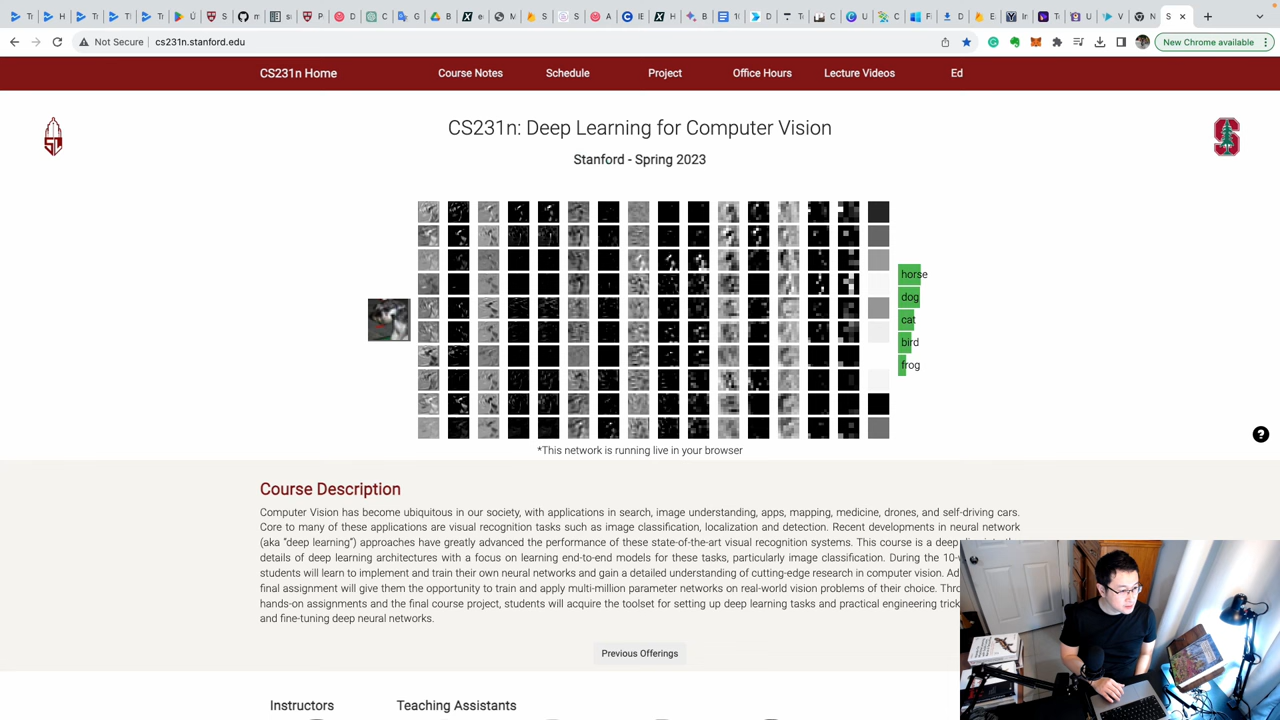 Not Secure
cs231n.stanford.edu
New Chrome available
CS231n Home
Course Notes
Schedule
Project
Office Hours
Lecture Videos
Ed
CS231n: Deep Learning for Computer Vision
Stanford - Spring 2023
horse
dog
cat
bird
frog
*This network is running live in your browser
Course Description
Computer Vision has become ubiquitous in our society, with applications in search, image understanding, apps, mapping, medicine, drones, and self-driving cars.
Core to many of these applications are visual recognition tasks such as image classification, localization and detection. Recent developments in neural network
(aka “deep learning”) approaches have greatly advanced the performance of these state-of-the-art visual recognition systems. This course is a deep
details of deep learning architectures with a focus on learning end-to-end models for these tasks, particularly image classification. During the 10-
students will learn to implement and train their own neural networks and gain a detailed understanding of cutting-edge research in computer vision.
final assignment will give them the opportunity to train and apply multi-million parameter networks on real-world vision problems of their choice.
hands-on assignments and the final course project, students will acquire the toolset for setting up deep learning tasks and practical engineering
and fine-tuning deep neural networks.
Previous Offerings
Instructors
Teaching Assistants